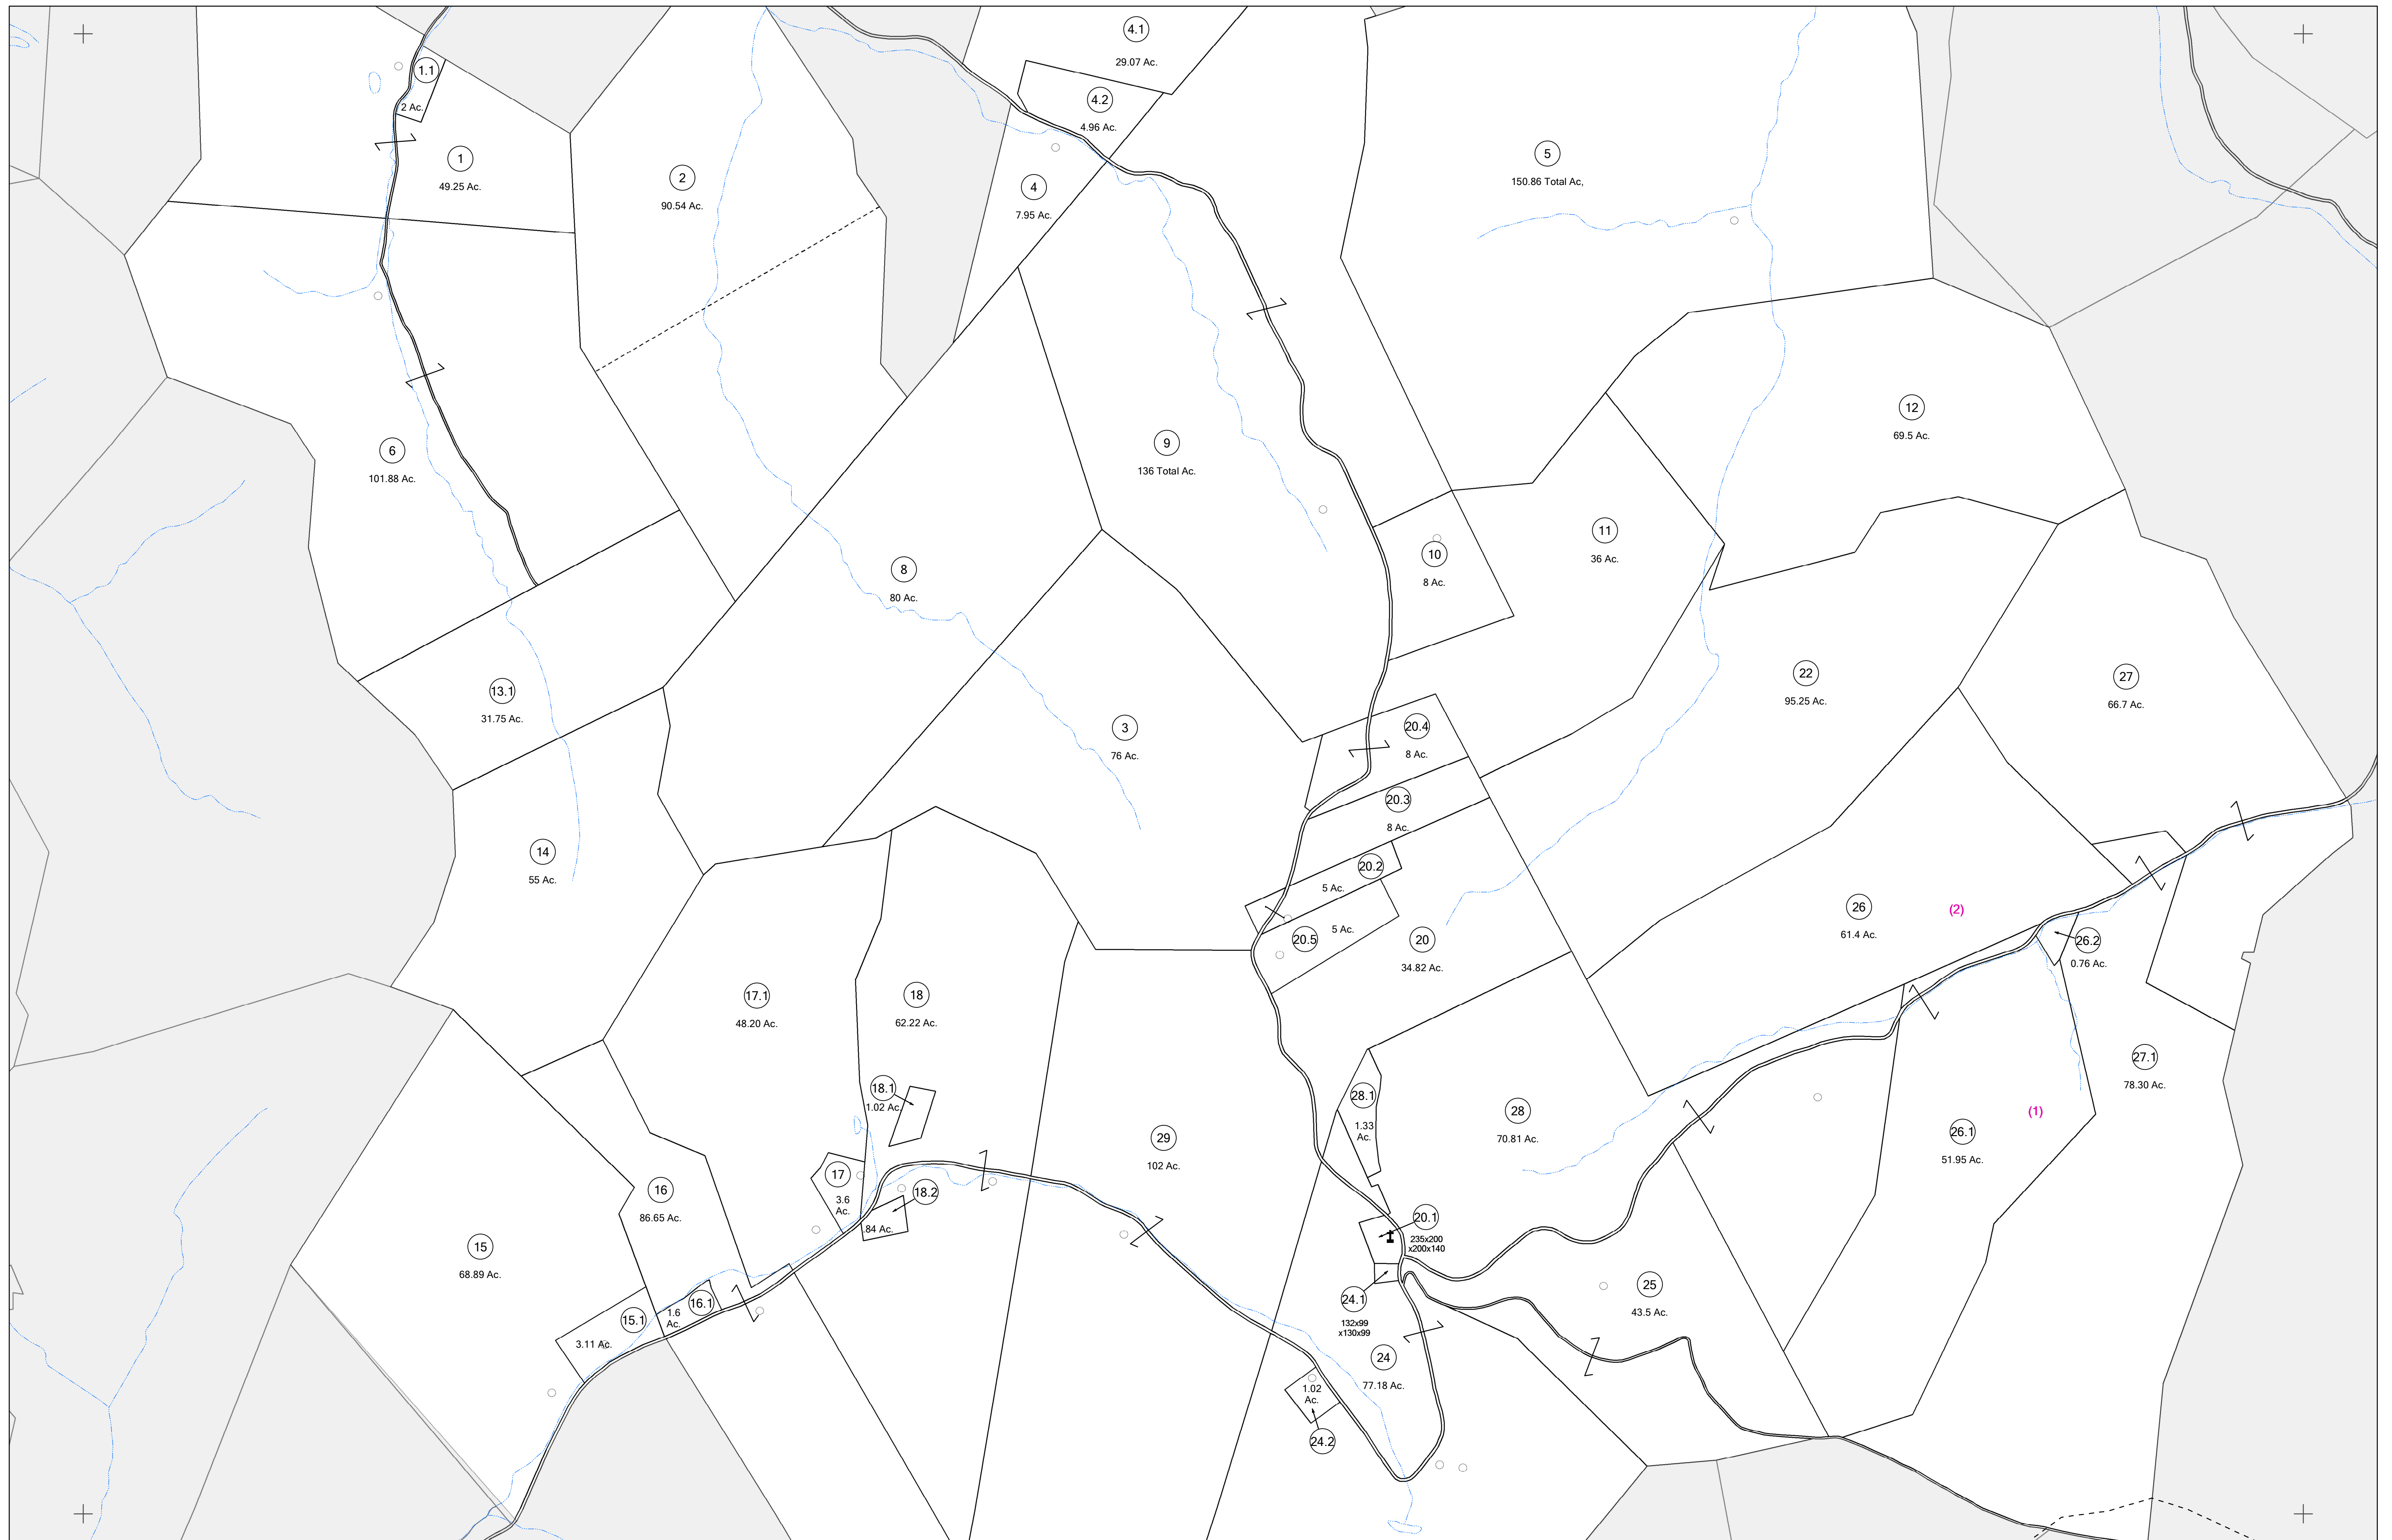 4.1
29.07 Ac.
1.1
2 Ac.
4.2
4.96 Ac.
1
49.25 Ac.
2
90.54 Ac.
4
7.95 Ac.
5
150.86 Total Ac,
12
69.5 Ac.
6
101.88 Ac.
9
136 Total Ac.
11
36 Ac.
10
8 Ac.
8
80 Ac.
13.1
31.75 Ac.
3
76 Ac.
22
95.25 Ac.
27
66.7 Ac.
20.4
8 Ac.
20.3
8 Ac.
14
55 Ac.
20.2
5 Ac.
20.5
5 Ac.
20
34.82 Ac.
26
61.4 Ac.
(2)
26.2
0.76 Ac.
17.1
48.20 Ac.
18
62.22 Ac.
27.1
78.30 Ac.
18.1
1.02 Ac.
28.1
1.33
Ac.
28
70.81 Ac.
26.1
51.95 Ac.
(1)
29
102 Ac.
17
3.6
Ac.
18.2
.84 Ac.
16
86.65 Ac.
15
68.89 Ac.
20.1
235x200
x200x140
24.1
132x99
x130x99
25
43.5 Ac.
16.1
1.6
Ac.
15.1
3.11 Ac.
24
77.18 Ac.
1.02
Ac.
24.2